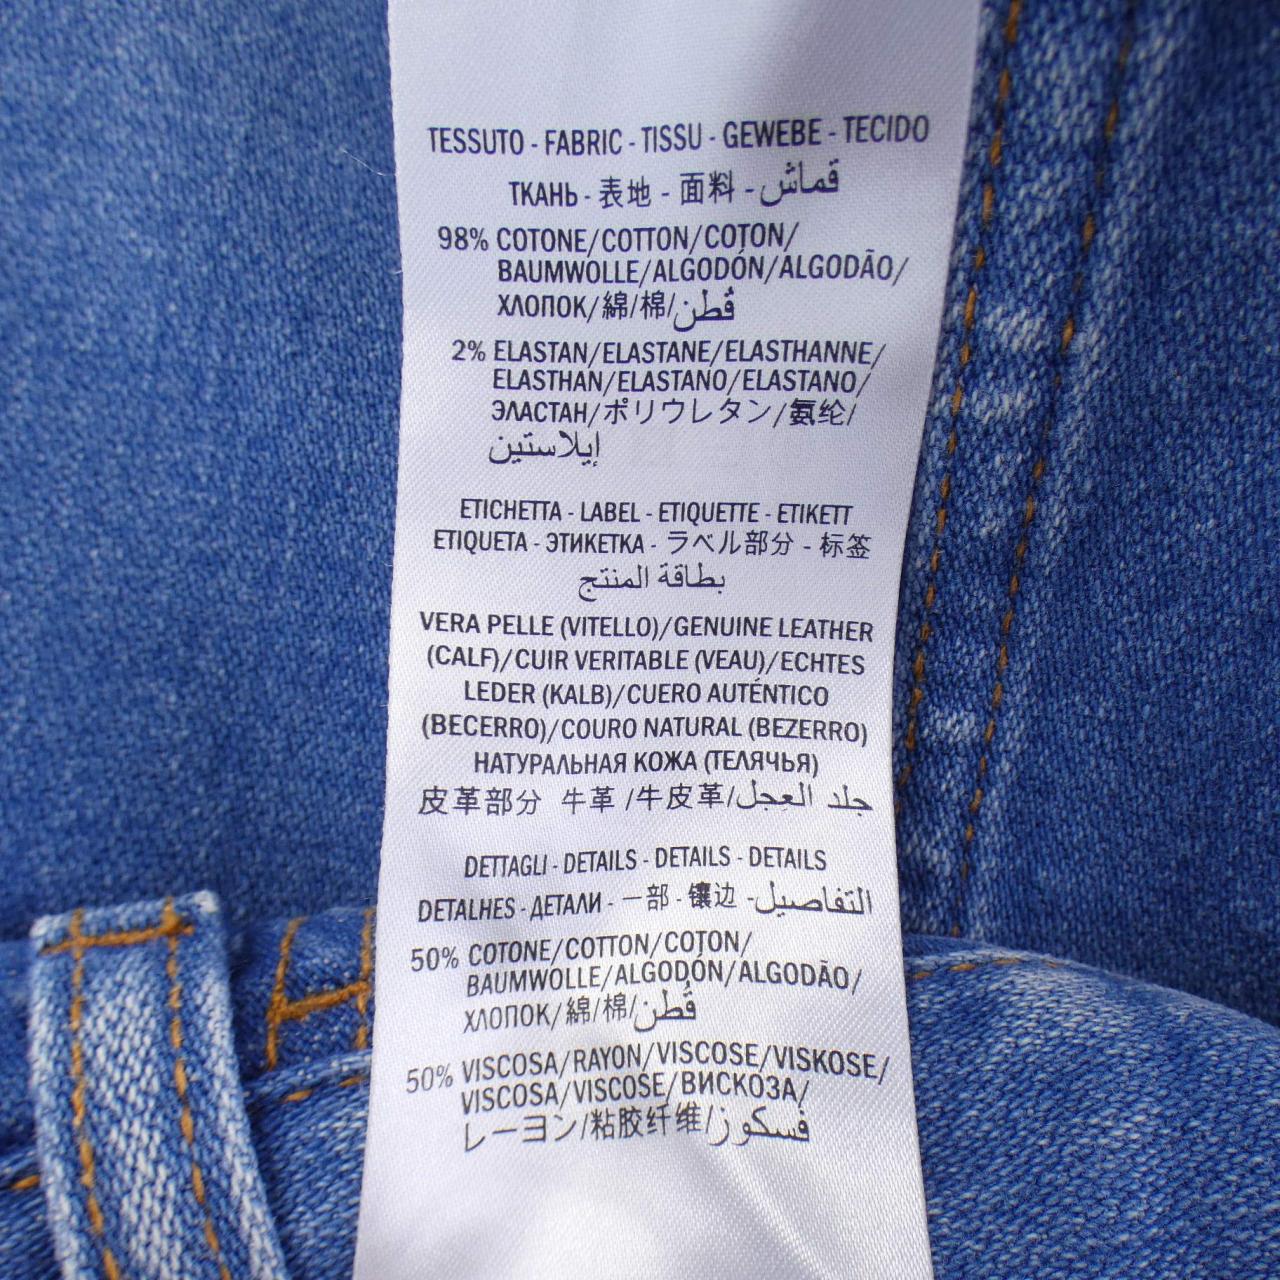 TESSUTO - FABRIC - TISSU - GEWEBE - TECIDO
ТКАНЬ - 表地 - 面料 - قماش
98% COTONE/COTTON/COTON/
BAUMWOLLE/ALGODÓN/ALGODÃO/
ХЛОПОК/綿/棉/قُطن
2% ELASTAN/ELASTANE/ELASTHANNE/
ELASTHAN/ELASTANO/ELASTANO/
ЭЛАСТАН/ポリウレタン/氨纶/
إيلاستين
ETICHETTA - LABEL - ETIQUETTE - ETIKETT
ETIQUETA - ЭТИКЕТКА - ラベル部分 - 标签
بطاقة المنتج
VERA PELLE (VITELLO)/GENUINE LEATHER
(CALF)/CUIR VERITABLE (VEAU)/ECHTES
LEDER (KALB)/CUERO AUTÉNTICO
(BECERRO)/COURO NATURAL (BEZERRO)
НАТУРАЛЬНАЯ КОЖА (ТЕЛЯЧЬЯ)
皮革部分 牛革 /牛皮革/جلد العِجل
DETTAGLI - DETAILS - DETAILS - DETAILS
DETALHES - ДЕТАЛИ - 一部 - 镶边 - التفاصيل
50% COTONE/COTTON/COTON/
BAUMWOLLE/ALGODÓN/ALGODÃO/
ХЛОПОК/綿/棉/قُطن
50% VISCOSA/RAYON/VISCOSE/VISKOSE/
VISCOSA/VISCOSE/ВИСКОЗА/
レーヨン/粘胶纤维/فسكوز